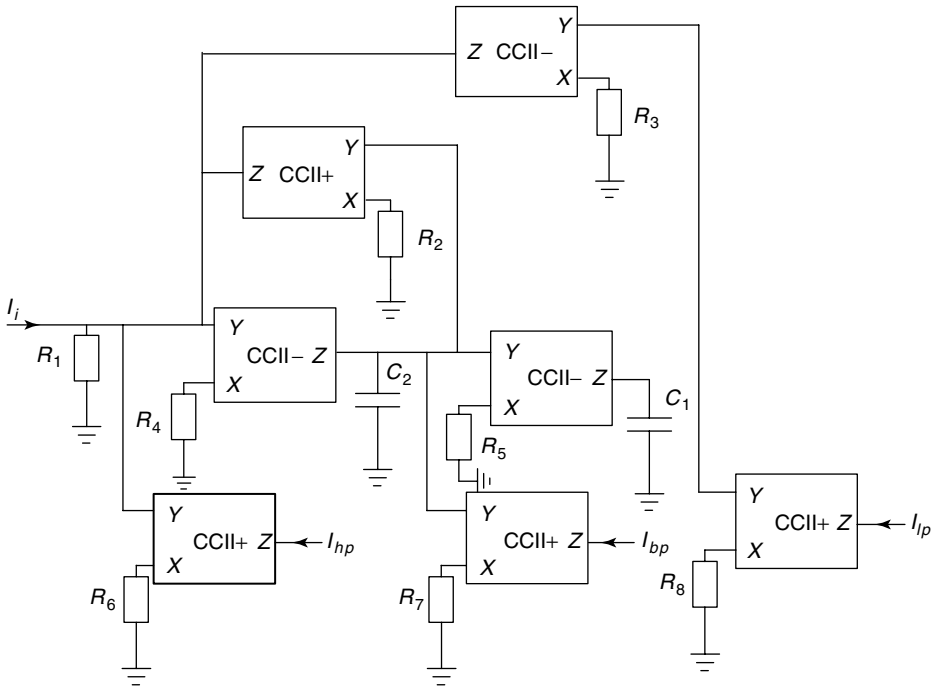 Y
Z CCII−
X
R3
Y
Z CCII+
X
R2
Ii
Y
CCII− Z
X
R1
R4
C2
Y
CCII− Z
X
C1
R5
Y
CCII+ Z
X
Ihp
R6
Y
CCII+ Z
X
Ibp
R7
Y
CCII+ Z
X
Ilp
R8